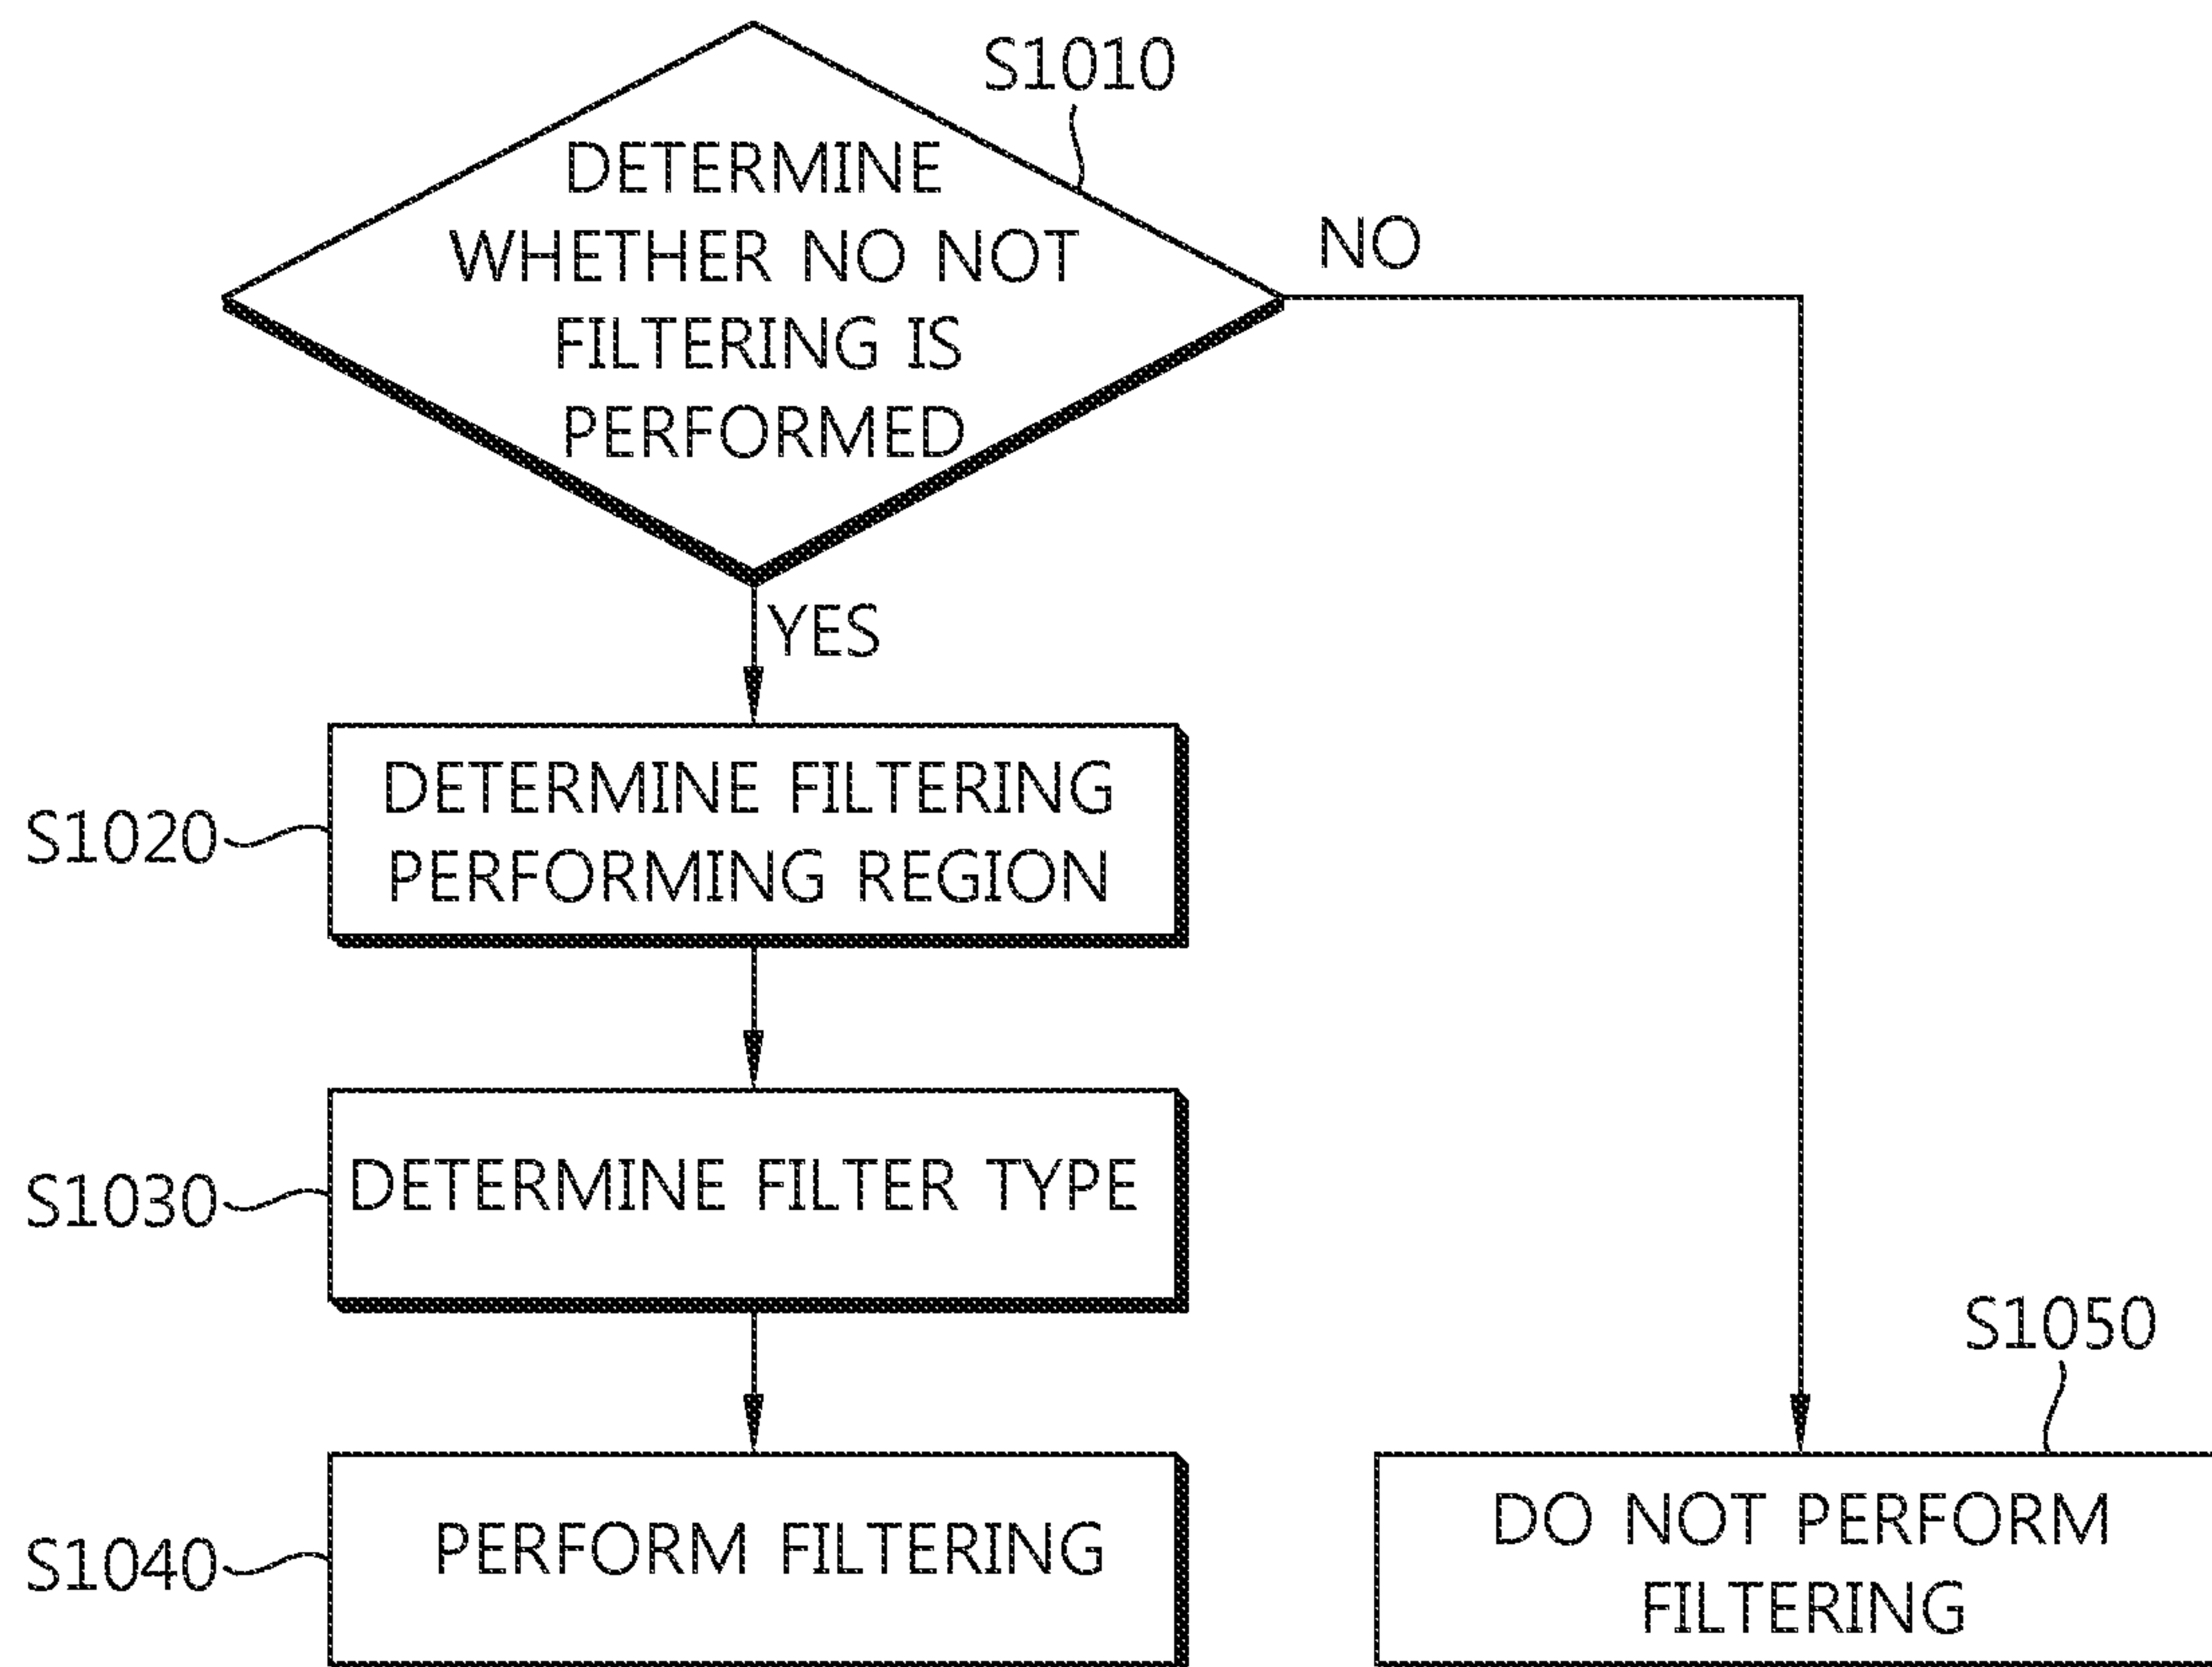 S1010
DETERMINE
WHETHER NO NOT
FILTERING IS
PERFORMED
NO
YES
S1020
DETERMINE FILTERING
PERFORMING REGION
S1030
DETERMINE FILTER TYPE
S1050
S1040
PERFORM FILTERING
DO NOT PERFORM
FILTERING